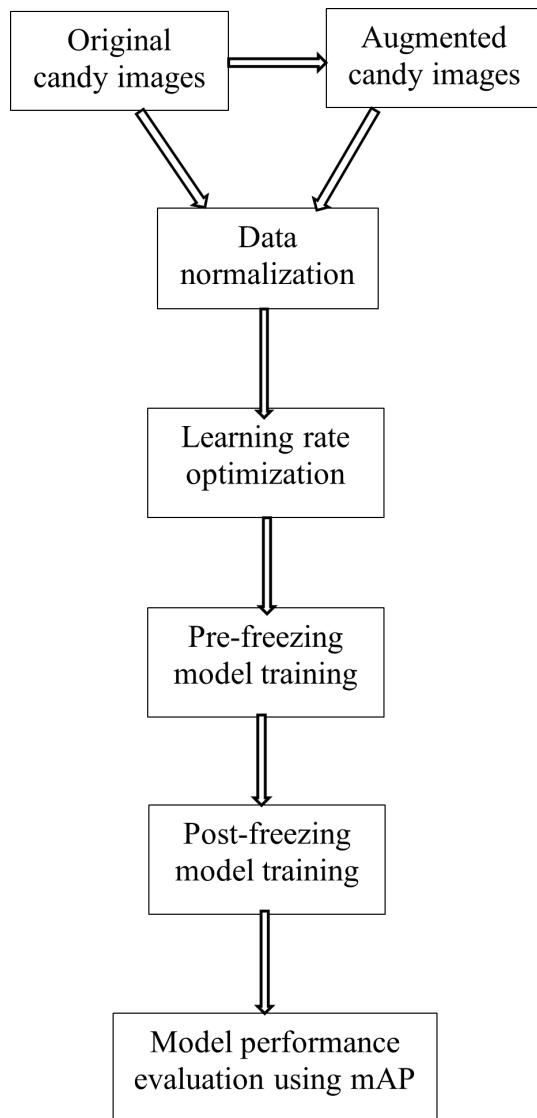 Original
candy images
Augmented
candy images
Data
normalization
Learning rate
optimization
Pre-freezing
model training
Post-freezing
model training
Model performance
evaluation using mAP